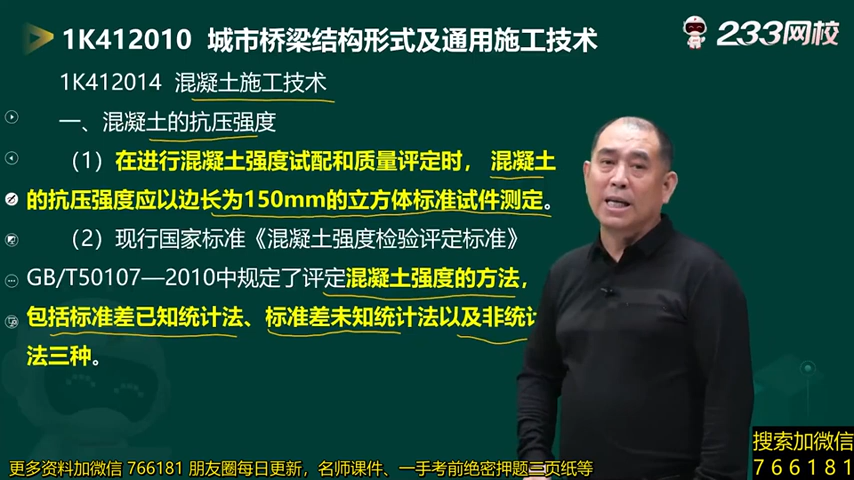 1K412010 城市桥梁结构形式及通用施工技术
233网校
1K412014 混凝土施工技术
一、混凝土的抗压强度
（1）在进行混凝土强度试配和质量评定时， 混凝土
的抗压强度应以边长为150mm的立方体标准试件测定。
（2）现行国家标准《混凝土强度检验评定标准》
GB/T50107—2010中规定了评定混凝土强度的方法，
包括标准差已知统计法、标准差未知统计法以及非统计
法三种。
搜索加微信
766181
更多资料加微信 766181 朋友圈每日更新，名师课件、一手考前绝密押题三页纸等